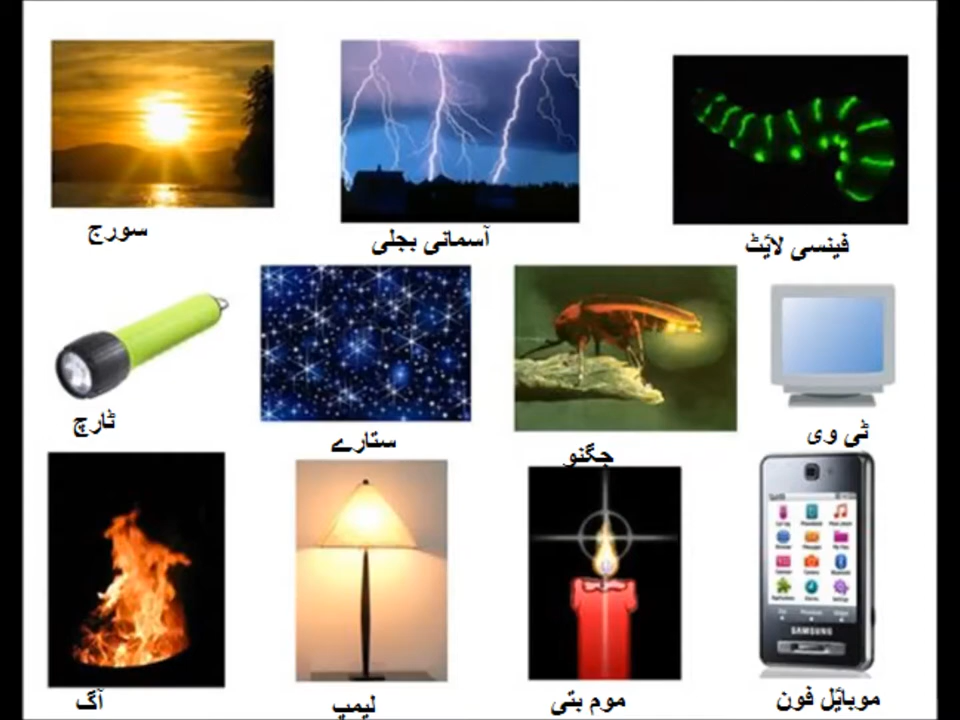 سورج
آسمانی بجلی
فینسی لائٹ
ٹارچ
ستارے
جگنو
ٹی وی
آگ
لیمپ
موم بتی
موبائل فون
SAMSUNG